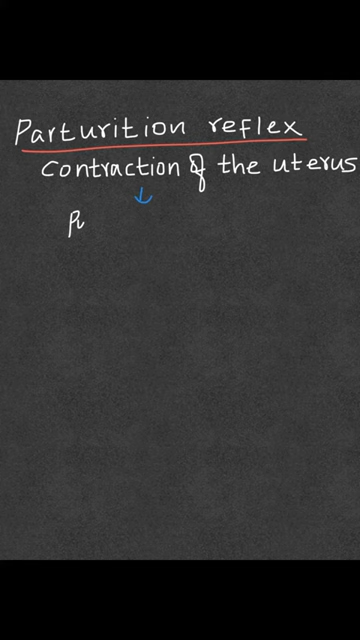 Parturition reflex
contraction of the uterus